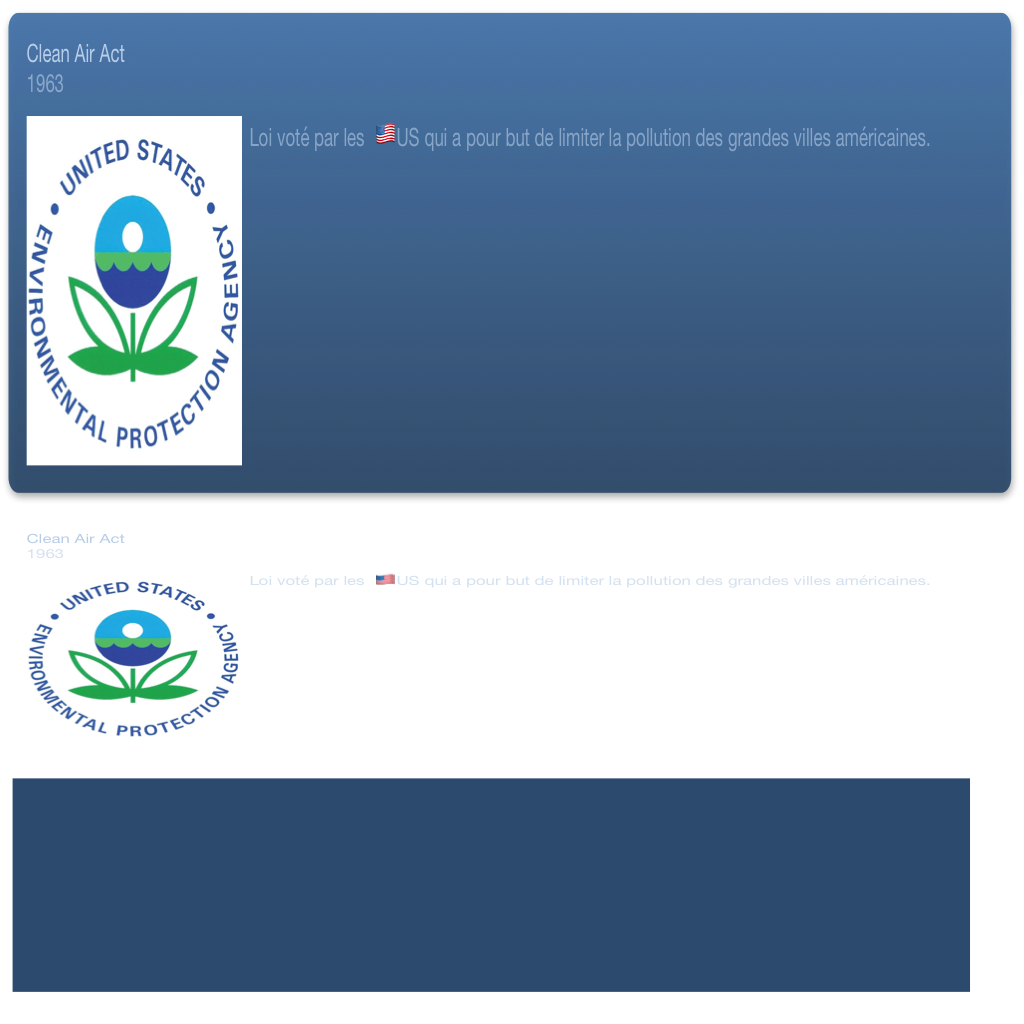 Clean Air Act
1963
Loi voté par les 🇺🇸US qui a pour but de limiter la pollution des grandes villes américaines.
UNITED STATES • ENVIRONMENTAL PROTECTION AGENCY •
Clean Air Act
1963
Loi voté par les 🇺🇸US qui a pour but de limiter la pollution des grandes villes américaines.
UNITED STATES • ENVIRONMENTAL PROTECTION AGENCY •